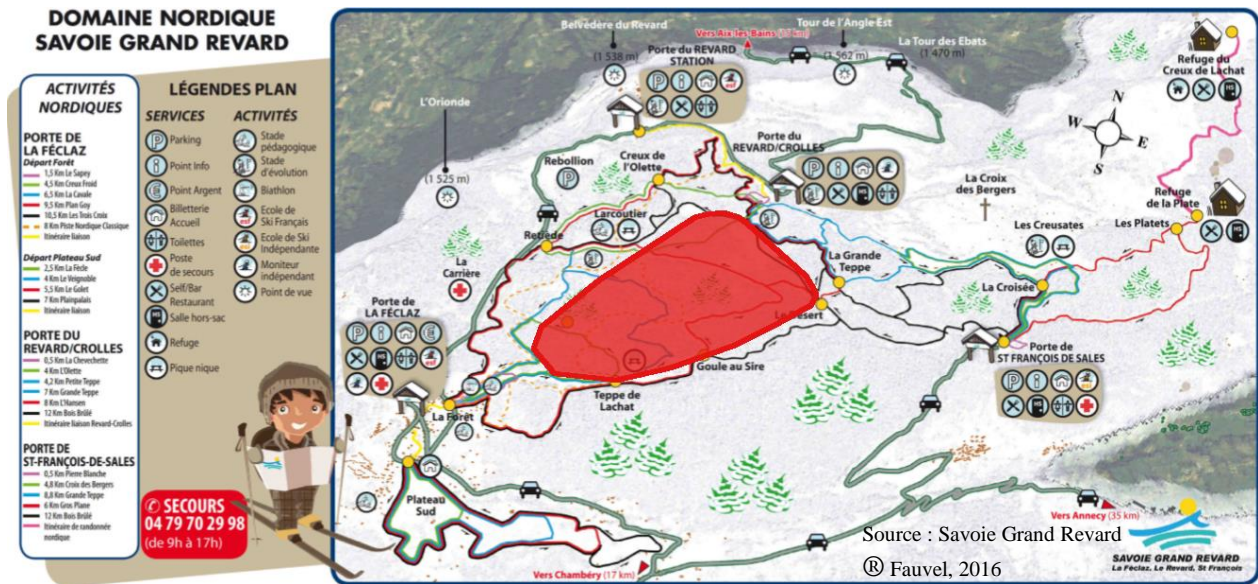 DOMAINE NORDIQUE
SAVOIE GRAND REVARD
ACTIVITÉS
NORDIQUES
PORTE DE
LA FÉCLAZ
Départ Forêt
1,5 Km Le Sapey
4,5 Km Creux Froid
6,5 Km La Cavale
9,5 Km Plan Goy
10,5 Km Les Trois Croix
8 Km Piste Nordique Classique
Itinéraire liaison
Départ Plateau Sud
2,5 Km La Fècle
4 Km Le Veignoble
5,5 Km Le Golet
7 Km Plainpalais
Itinéraire liaison
PORTE DU
REVARD/CROLLES
0,5 Km La Chevechette
4 Km L'Olette
4,2 Km Petite Teppe
7 Km Grande Teppe
8 Km L'Hansen
12 Km Bois Brûlé
Itinéraire liaison Revard-Crolles
PORTE DE
ST-FRANÇOIS-DE-SALES
0,5 Km Pierre Blanche
4,8 Km Croix des Bergers
8,8 Km Grande Teppe
6 Km Gros Plane
12 Km Bois Brûlé
Itinéraire de randonnée
nordique
LÉGENDES PLAN
SERVICES
Parking
Point Info
Point Argent
Billetterie
Accueil
Toilettes
Poste
de secours
Self/Bar
Restaurant
Salle hors-sac
Refuge
Pique nique
ACTIVITÉS
Stade
pédagogique
Stade
d'évolution
Biathlon
Ecole de
Ski Français
Ecole de Ski
Indépendante
Moniteur
indépendant
Point de vue
SECOURS
04 79 70 29 98
(de 9h à 17h)
Belvédère du Revard
(1 538 m)
Vers Aix-les-Bains
Porte du REVARD
STATION
Tour de l'Angle Est
(1 562 m)
La Tour des Ebats
(1 470 m)
Refuge du
Creux de Lachat
N
W
E
S
L'Orionde
(1 525 m)
Rebollion
Creux de
l'Olette
PORTE DU
REVARD/CROLLES
La Croix
des Bergers
Refuge
de la Plate
Les Platets
Les Creusates
Retiède
Larcoutier
La
Carrière
La Grande
Teppe
La Croisée
Le Désert
Porte de
LA FÉCLAZ
Porte de
ST FRANÇOIS DE SALES
Goule au Sire
Teppe de
Lachat
La Forêt
Plateau
Sud
Vers Annecy (35 km)
Vers Chambéry (17 km)
Source : Savoie Grand Revard
® Fauvel, 2016
SAVOIE GRAND REVARD
La Féclaz, Le Revard, St François